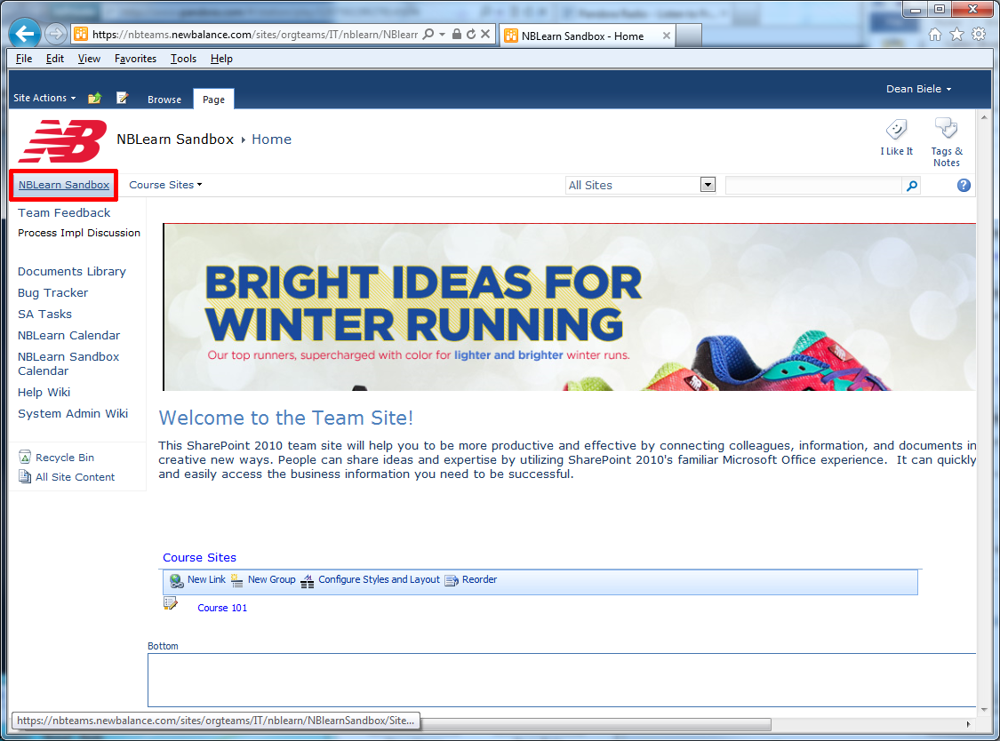 https://nbteams.newbalance.com/sites/orgteams/IT/nblearn/NBlearr
NBLearn Sandbox - Home
File Edit View Favorites Tools Help
Site Actions Browse Page
Dean Biele
NB
NBLearn Sandbox Home
I Like It
Tags &
Notes
NBLearn Sandbox Course Sites
All Sites
Team Feedback
Process Impl Discussion
Documents Library
Bug Tracker
SA Tasks
NBLearn Calendar
NBLearn Sandbox
Calendar
Help Wiki
System Admin Wiki
Recycle Bin
All Site Content
BRIGHT IDEAS FOR
WINTER RUNNING
Our top runners, supercharged with color for lighter and brighter winter runs.
Welcome to the Team Site!
This SharePoint 2010 team site will help you to be more productive and effective by connecting colleagues, information, and documents in
creative new ways. People can share ideas and expertise by utilizing SharePoint 2010's familiar Microsoft Office experience. It can quickly
and easily access the business information you need to be successful.
Course Sites
New Link New Group Configure Styles and Layout Reorder
Course 101
Bottom
https://nbteams.newbalance.com/sites/orgteams/IT/nblearn/NBlearnSandbox/Site...